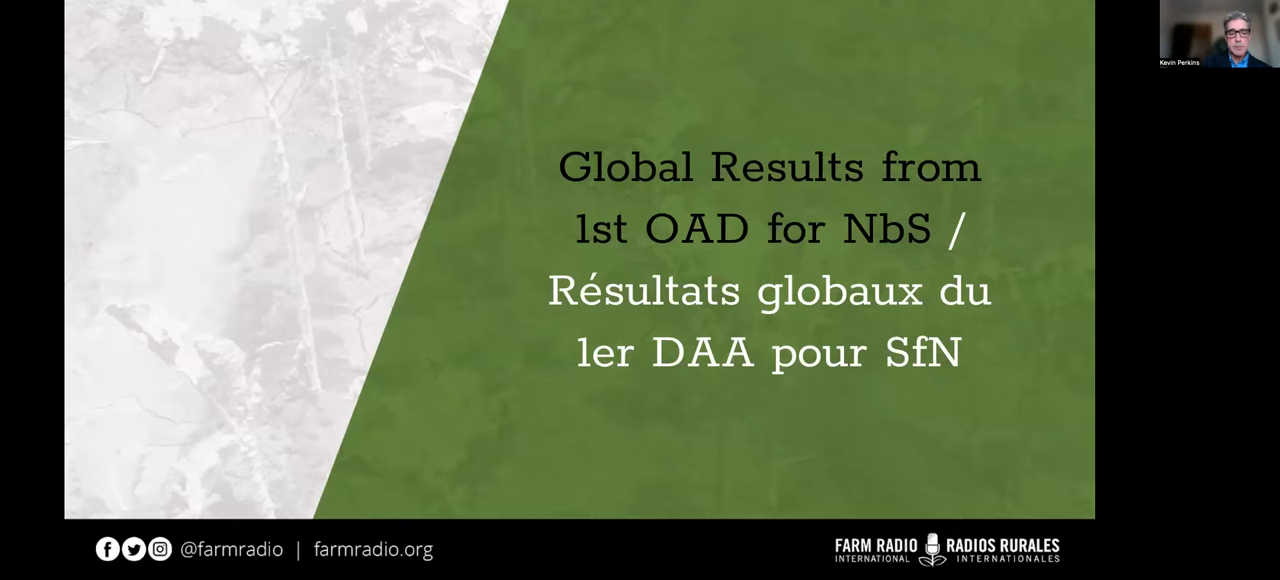 Global Results from
1st OAD for NbS /
Résultats globaux du
1er DAA pour SfN
Kevin Perkins
@farmradio | farmradio.org
FARM RADIO RADIOS RURALES
INTERNATIONAL INTERNATIONALES